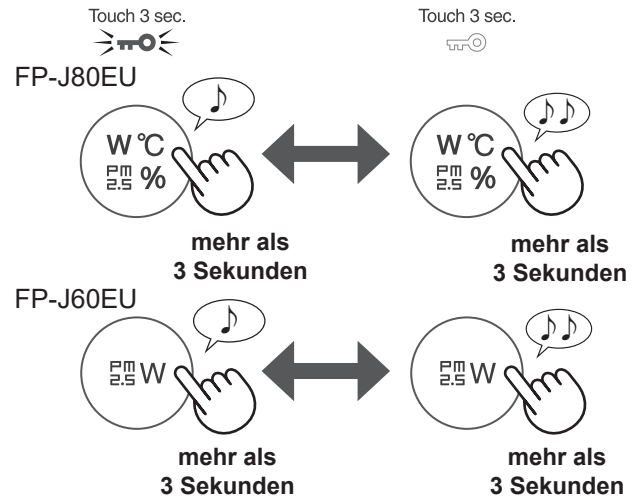 Touch 3 sec.
Touch 3 sec.
FP-J80EU
W °C
PM
2.5 %
W °C
PM
2.5 %
mehr als
3 Sekunden
mehr als
3 Sekunden
FP-J60EU
PM
2.5 W
PM
2.5 W
mehr als
3 Sekunden
mehr als
3 Sekunden